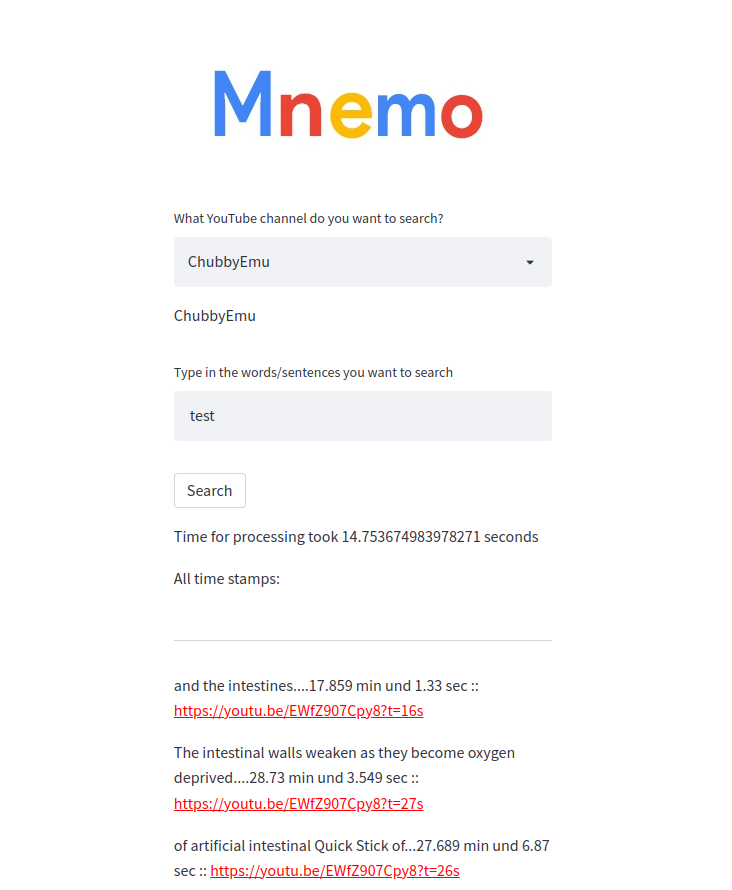 Mnemo
What YouTube channel do you want to search?
ChubbyEmu
ChubbyEmu
Type in the words/sentences you want to search
test
Search
Time for processing took 14.753674983978271 seconds
All time stamps:
and the intestines....17.859 min und 1.33 sec ::
https://youtu.be/EWfZ907Cpy8?t=16s
The intestinal walls weaken as they become oxygen
deprived....28.73 min und 3.549 sec ::
https://youtu.be/EWfZ907Cpy8?t=27s
of artificial intestinal Quick Stick of...27.689 min und 6.87
sec :: https://youtu.be/EWfZ907Cpy8?t=26s